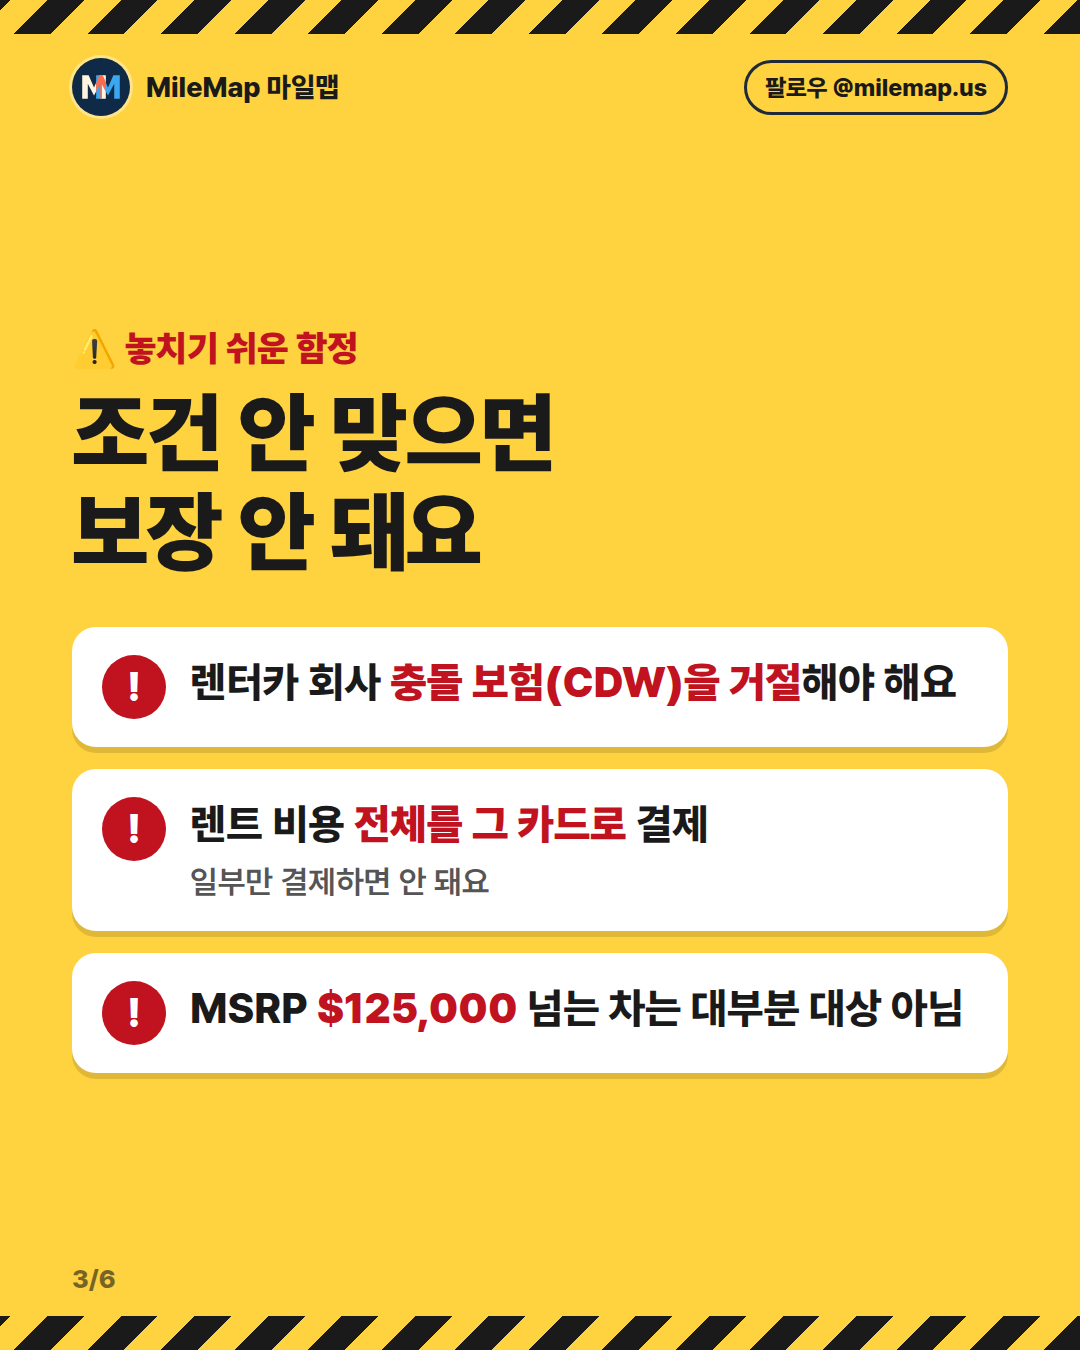 MM
MileMap 마일맵
팔로우 @milemap.us
⚠️ 놓치기 쉬운 함정
조건 안 맞으면
보장 안 돼요
! 렌터카 회사 충돌 보험(CDW)을 거절해야 해요
! 렌트 비용 전체를 그 카드로 결제
일부만 결제하면 안 돼요
! MSRP $125,000 넘는 차는 대부분 대상 아님
3/6